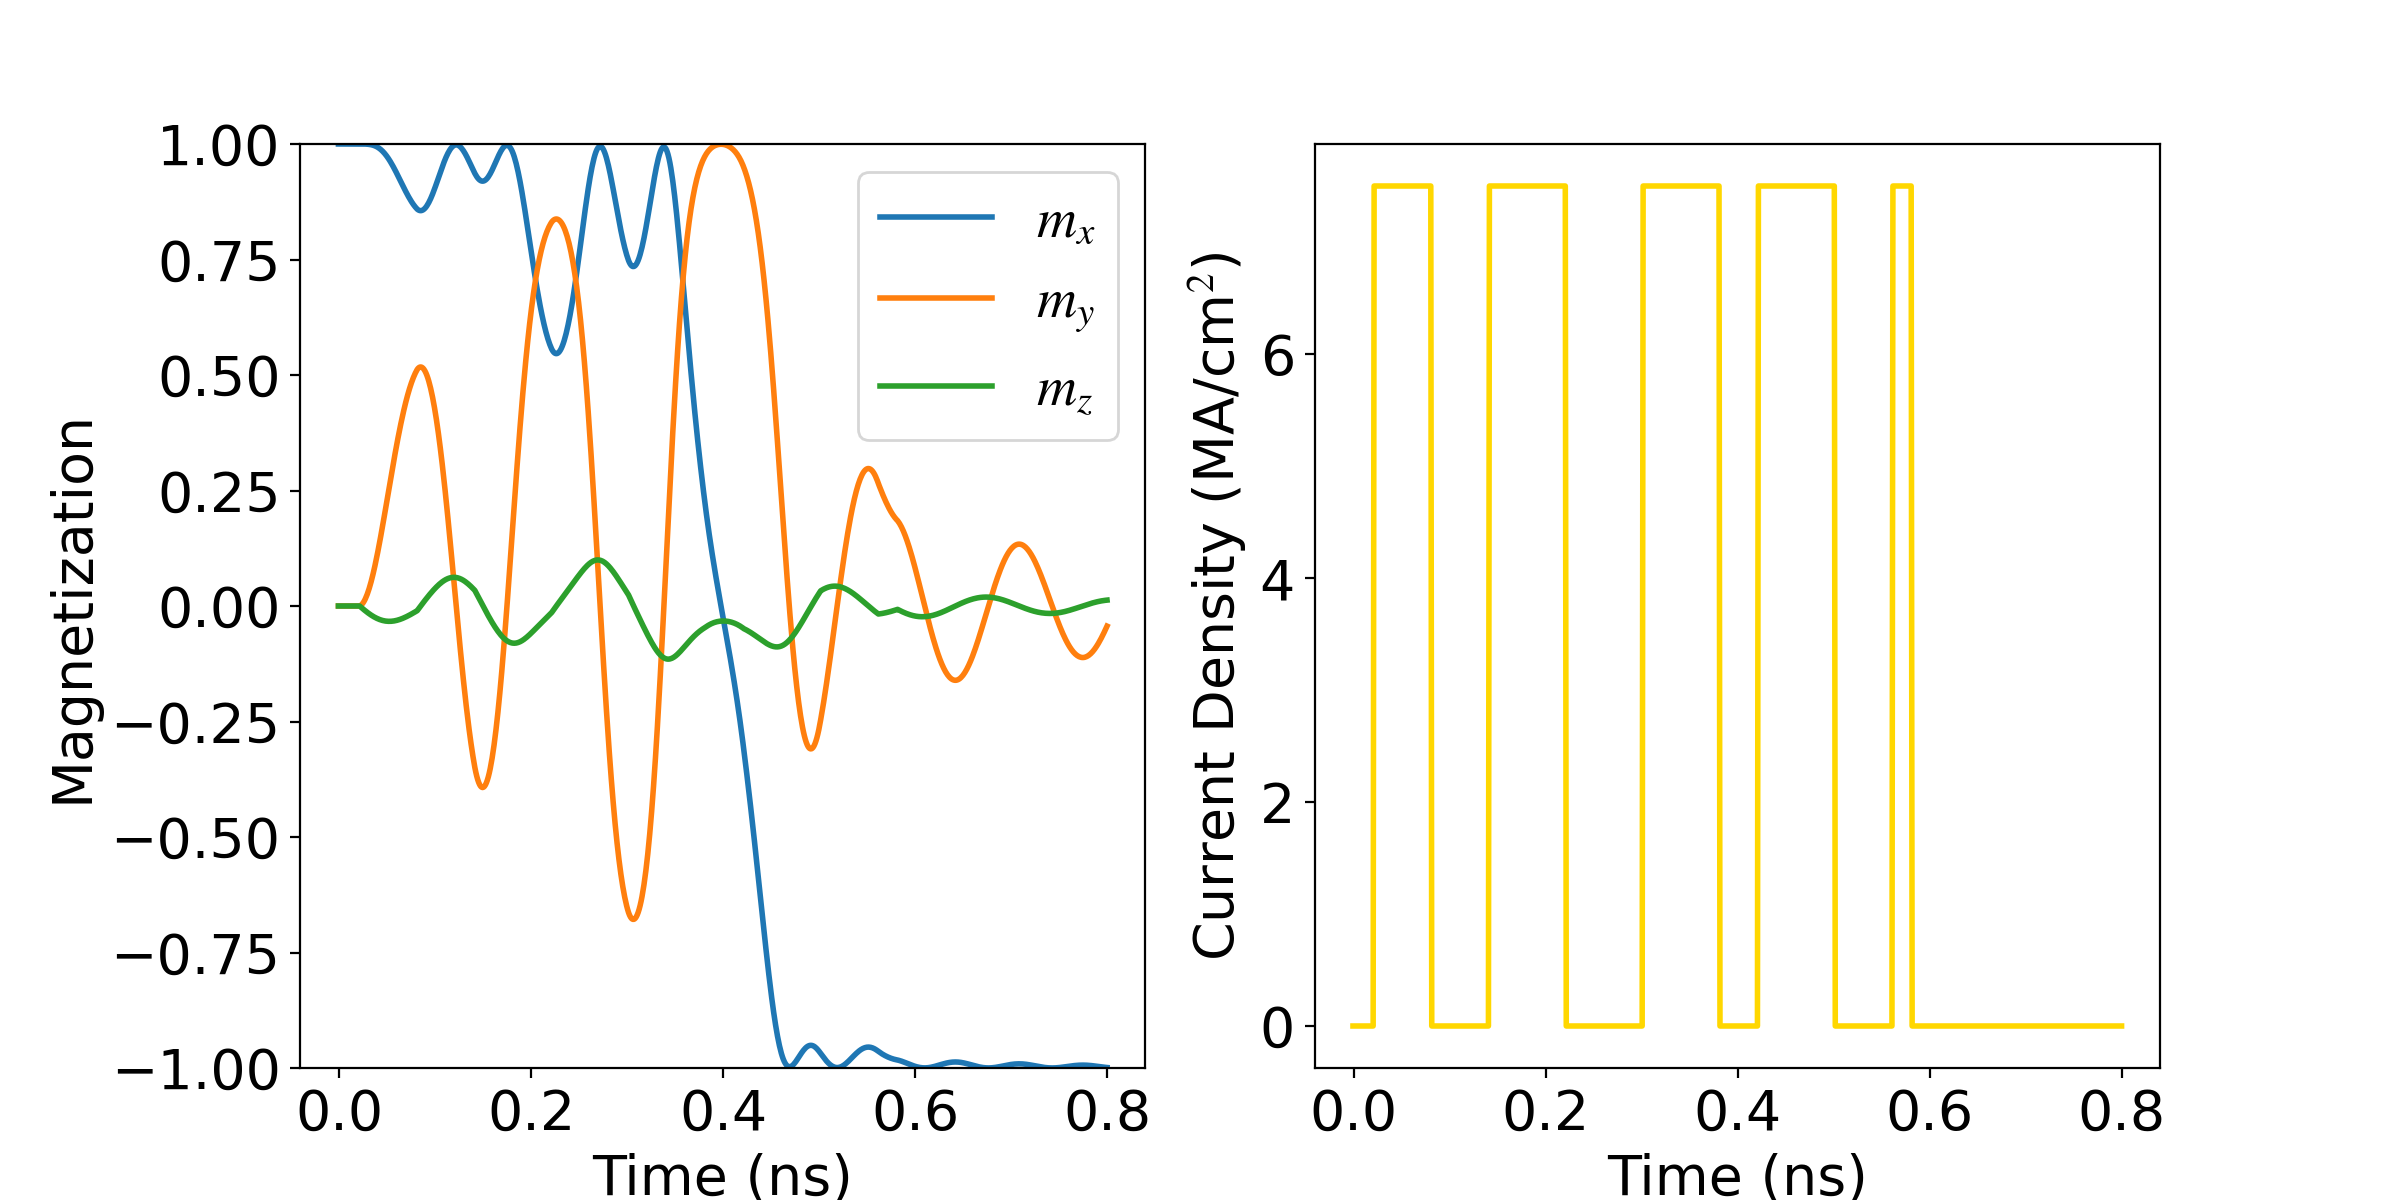 1.00
0.75
0.50
0.25
0.00
−0.25
−0.50
−0.75
−1.00
Magnetization
0.0 0.2 0.4 0.6 0.8
Time (ns)
m_x
m_y
m_z
6
4
2
0
Current Density (MA/cm²)
0.0 0.2 0.4 0.6 0.8
Time (ns)